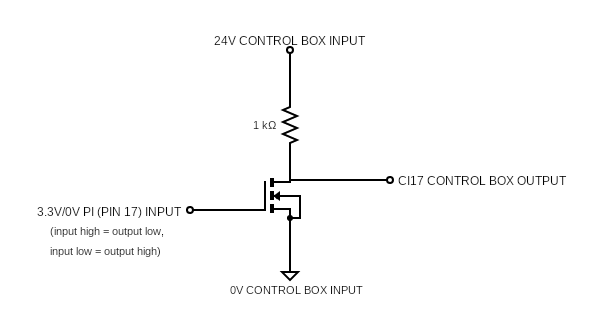 24V CONTROL BOX INPUT
1 kΩ
CI17 CONTROL BOX OUTPUT
3.3V/0V PI (PIN 17) INPUT
(input high = output low,
input low = output high)
0V CONTROL BOX INPUT